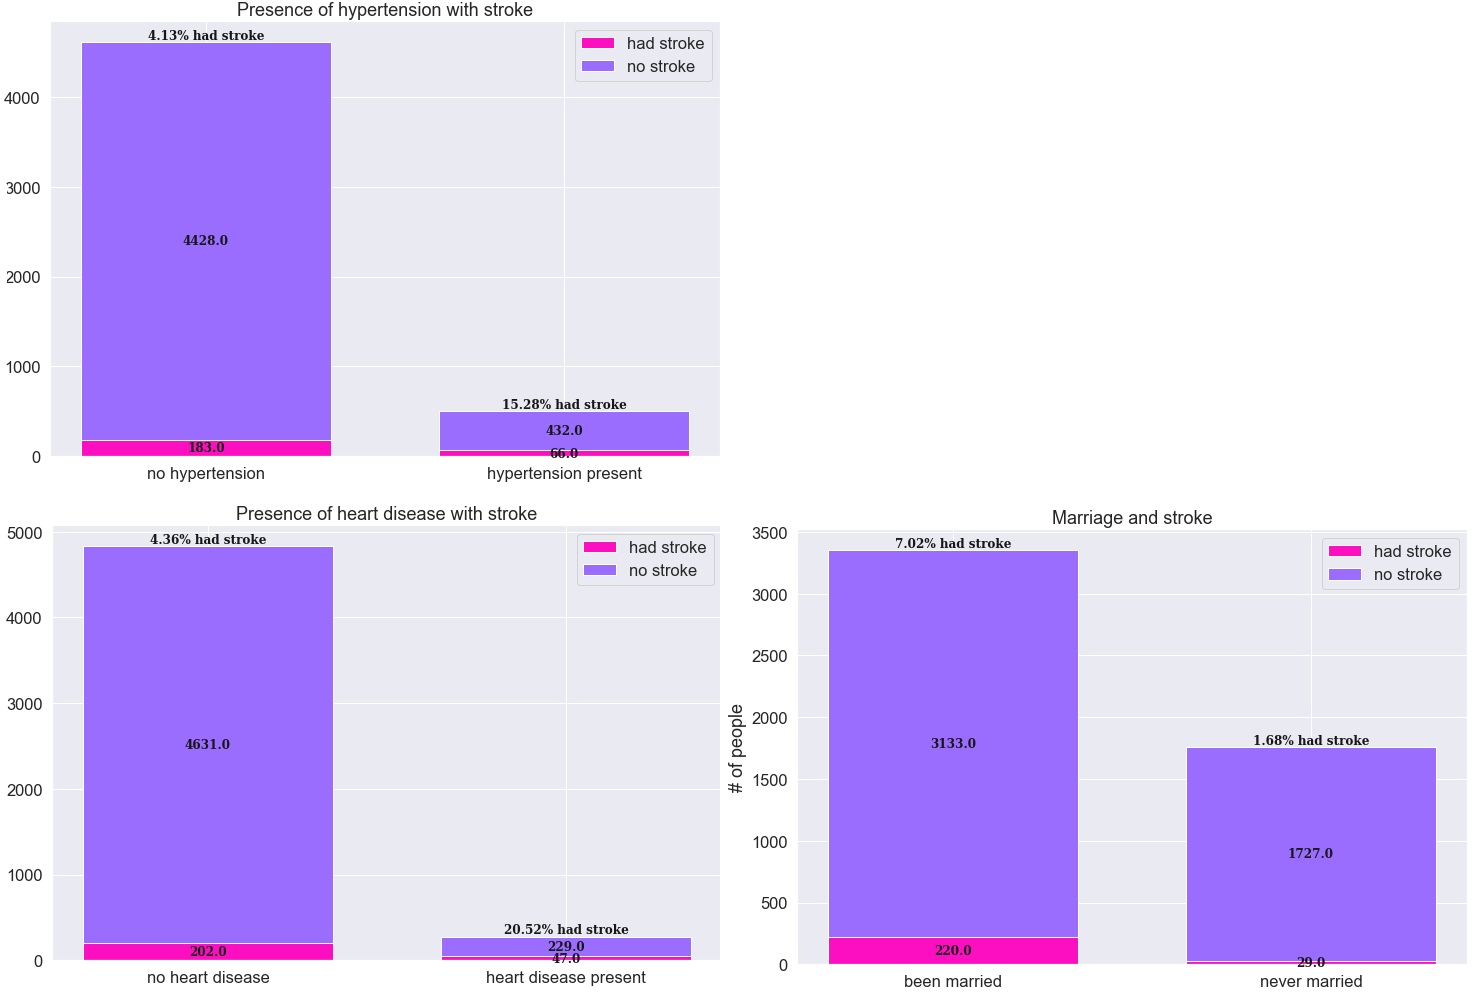 Presence of hypertension with stroke
4.13% had stroke
had stroke
no stroke
4000
3000
4428.0
2000
1000
15.28% had stroke
432.0
183.0
66.0
0
no hypertension
hypertension present
Presence of heart disease with stroke
5000
4.36% had stroke
had stroke
no stroke
4000
3000
4631.0
2000
1000
20.52% had stroke
229.0
202.0
47.0
0
no heart disease
heart disease present
Marriage and stroke
3500
7.02% had stroke
had stroke
no stroke
3000
2500
2000
# of people
3133.0
1.68% had stroke
1500
1000
1727.0
500
220.0
29.0
0
been married
never married